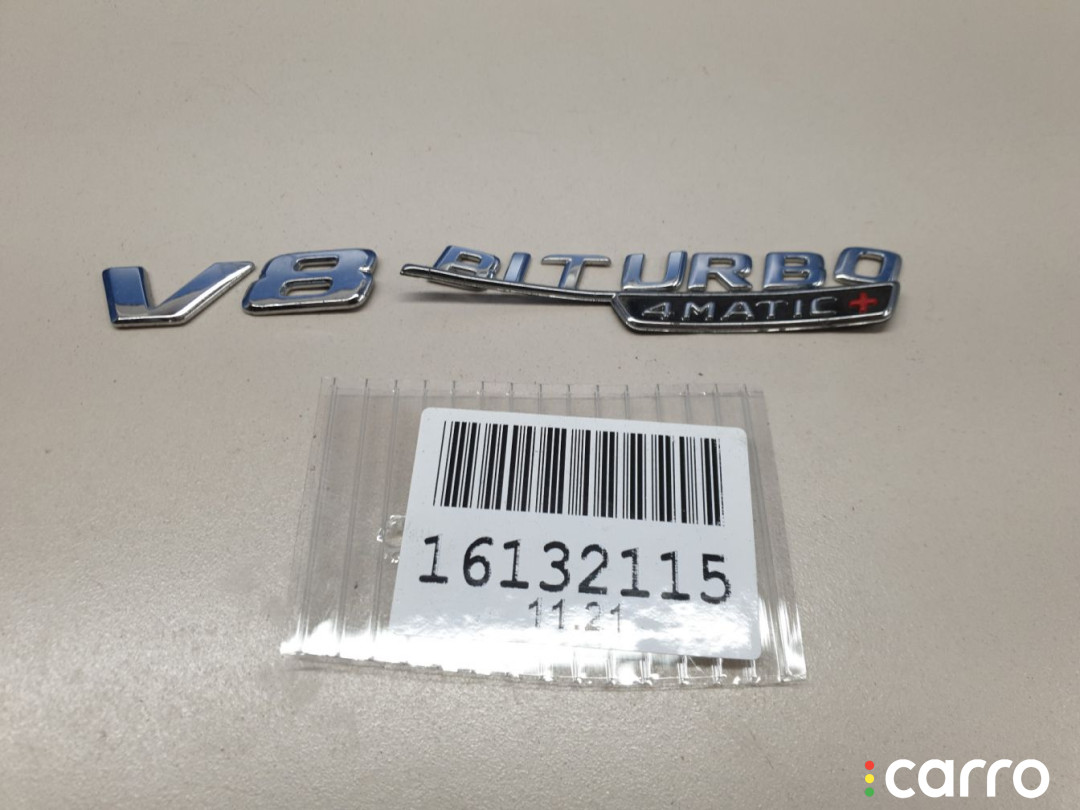 V8 BITURBO
4MATIC+
16132115
11.21
carro